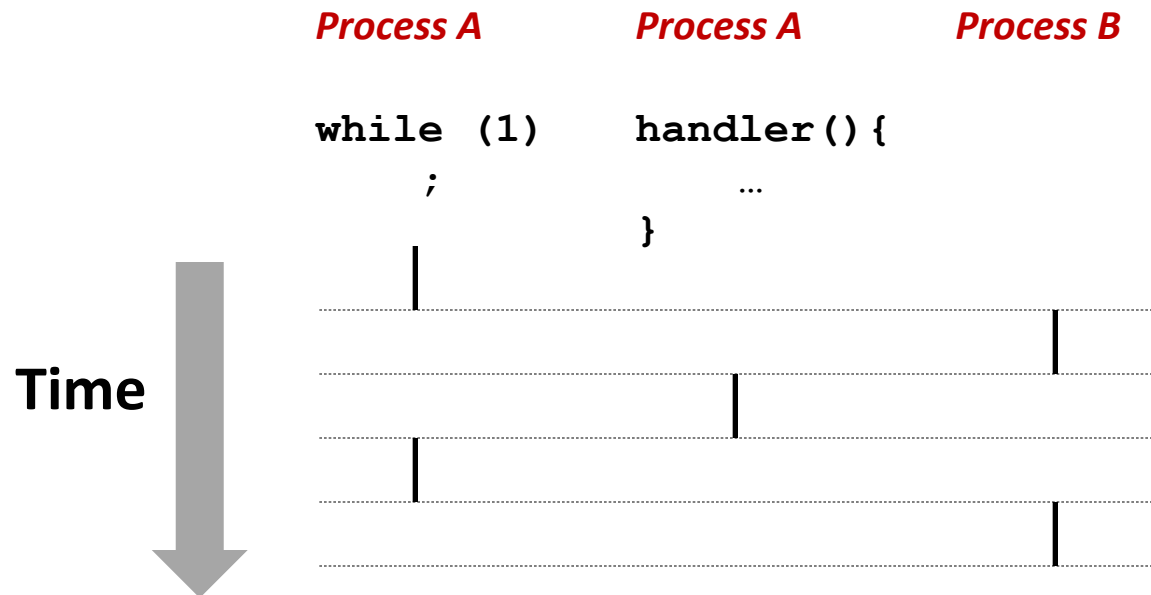 Process A Process A Process B
while (1) handler(){
; …
}
Time